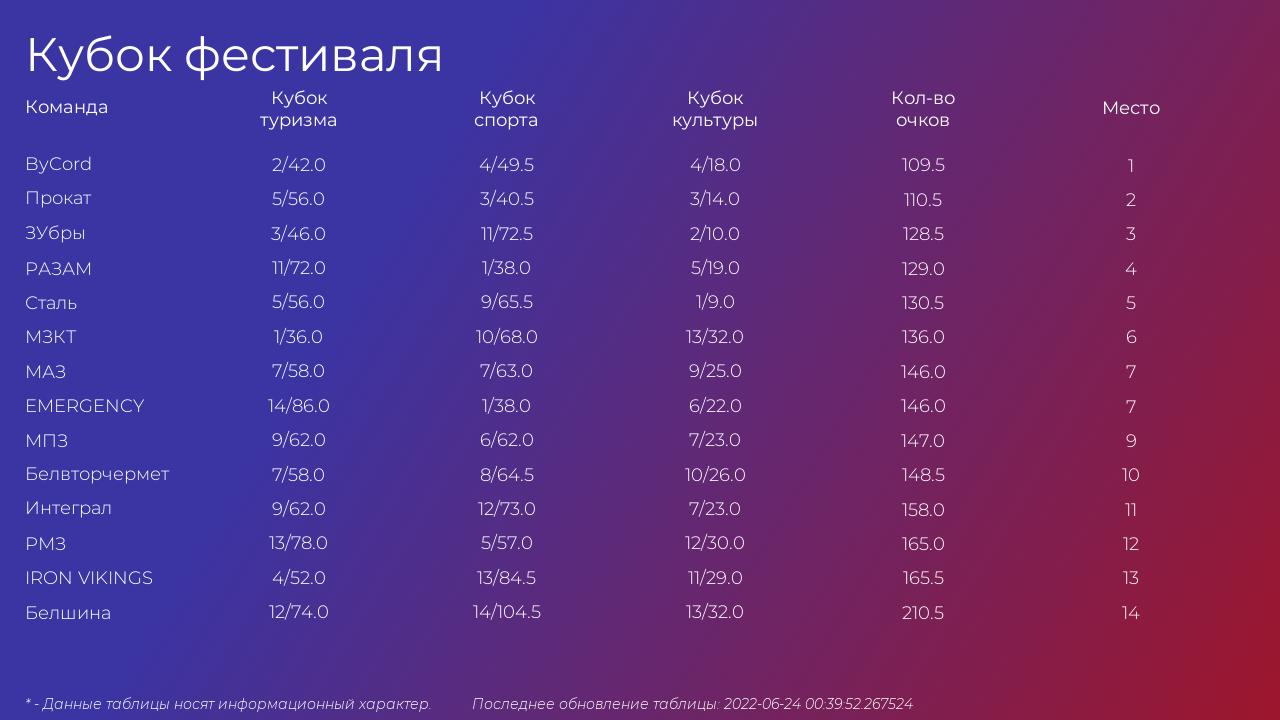 Кубок фестиваля
Команда Кубок туризма Кубок спорта Кубок культуры Кол-во очков Место
ByCord 2/42.0 4/49.5 4/18.0 109.5 1
Прокат 5/56.0 3/40.5 3/14.0 110.5 2
ЗУбры 3/46.0 11/72.5 2/10.0 128.5 3
РАЗАМ 11/72.0 1/38.0 5/19.0 129.0 4
Сталь 5/56.0 9/65.5 1/9.0 130.5 5
МЗКТ 1/36.0 10/68.0 13/32.0 136.0 6
МАЗ 7/58.0 7/63.0 9/25.0 146.0 7
EMERGENCY 14/86.0 1/38.0 6/22.0 146.0 7
МПЗ 9/62.0 6/62.0 7/23.0 147.0 9
Белвторчермет 7/58.0 8/64.5 10/26.0 148.5 10
Интеграл 9/62.0 12/73.0 7/23.0 158.0 11
РМЗ 13/78.0 5/57.0 12/30.0 165.0 12
IRON VIKINGS 4/52.0 13/84.5 11/29.0 165.5 13
Белшина 12/74.0 14/104.5 13/32.0 210.5 14
* - Данные таблицы носят информационный характер. Последнее обновление таблицы: 2022-06-24 00:39:52.267524